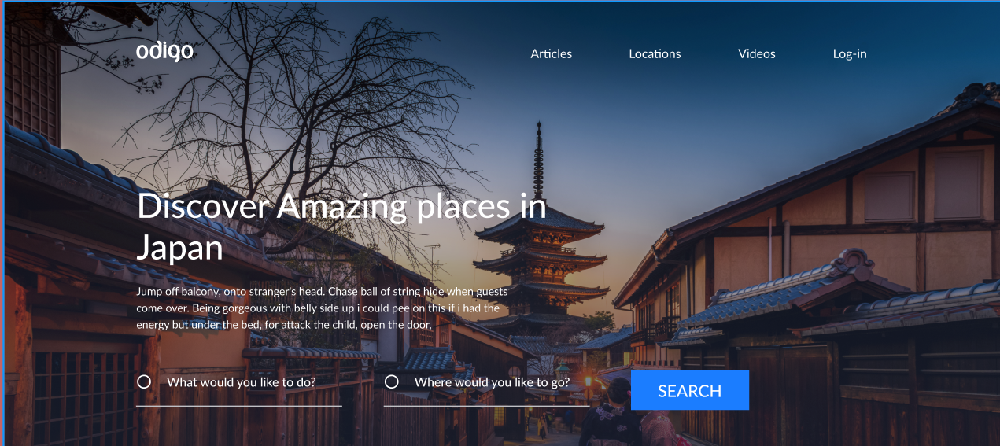 odigo
Articles
Locations
Videos
Log-in
Discover Amazing places in
Japan
Jump off balcony, onto stranger's head. Chase ball of string hide when guests
come over. Being gorgeous with belly side up i could pee on this if i had the
energy but under the bed, for attack the child, open the door,
What would you like to do?
Where would you like to go?
SEARCH